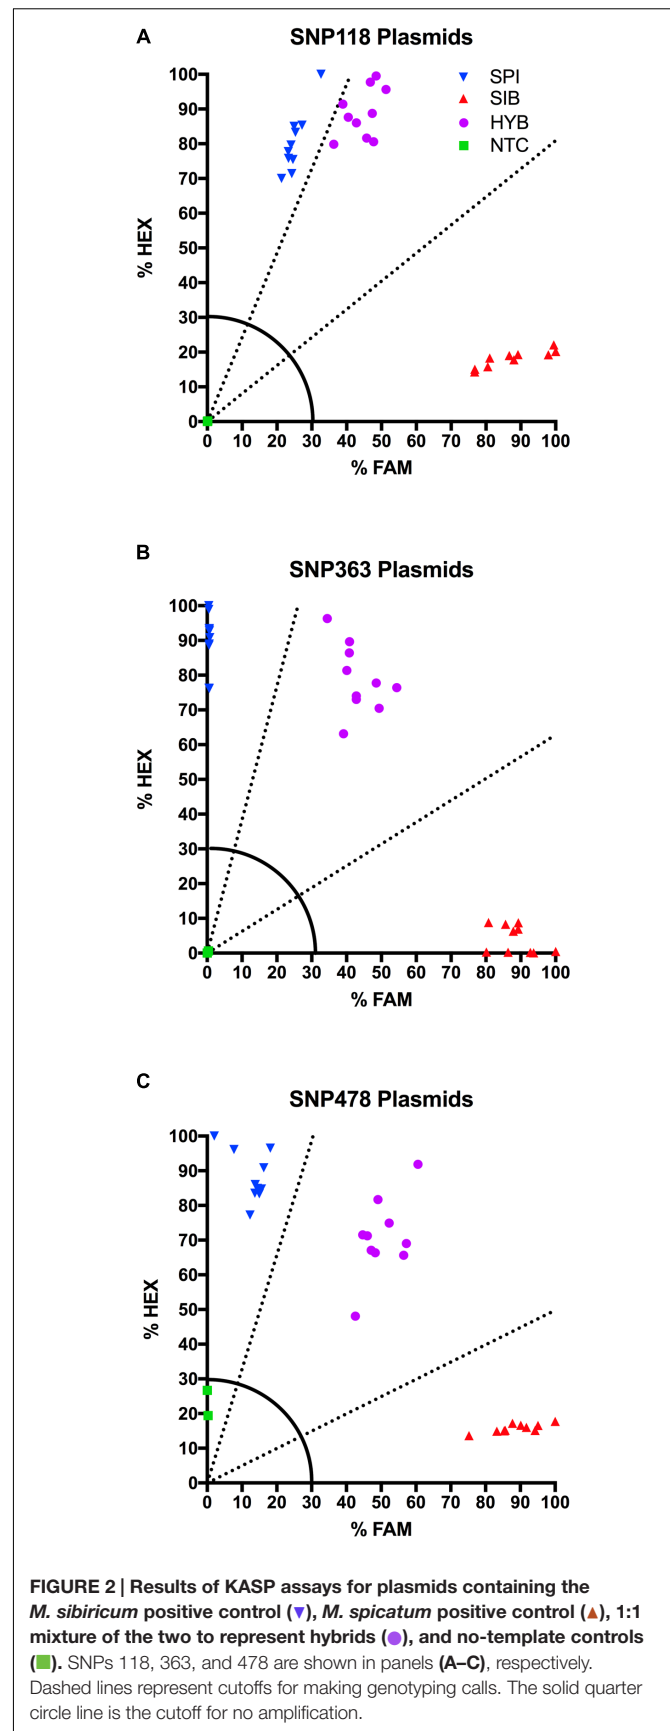 A
SNP118 Plasmids
SPI
SIB
HYB
NTC
100
90
80
70
60
50
40
30
20
10
0
% HEX
0 10 20 30 40 50 60 70 80 90 100
% FAM
B
SNP363 Plasmids
100
90
80
70
60
50
40
30
20
10
0
% HEX
0 10 20 30 40 50 60 70 80 90 100
% FAM
C
SNP478 Plasmids
100
90
80
70
60
50
40
30
20
10
0
% HEX
0 10 20 30 40 50 60 70 80 90 100
% FAM
FIGURE 2 | Results of KASP assays for plasmids containing the
M. sibiricum positive control (▼), M. spicatum positive control (▲), 1:1
mixture of the two to represent hybrids (●), and no-template controls
(■). SNPs 118, 363, and 478 are shown in panels (A–C), respectively.
Dashed lines represent cutoffs for making genotyping calls. The solid quarter
circle line is the cutoff for no amplification.